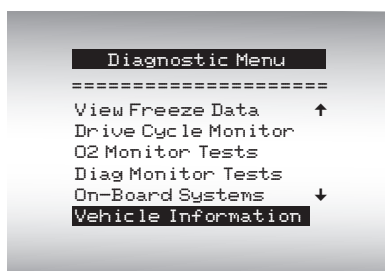 Diagnostic Menu
======================
View Freeze Data ↑
Drive Cycle Monitor
O2 Monitor Tests
Diag Monitor Tests
On-Board Systems ↓
Vehicle Information